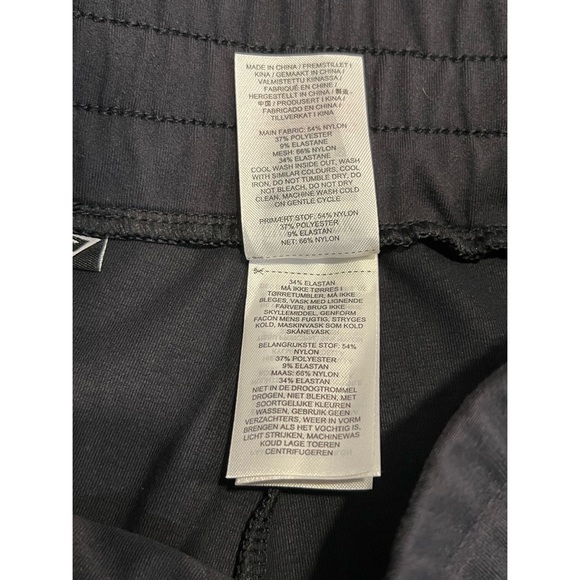 MADE IN CHINA / FREMSTILLET I
KINA / GEMAAKT IN CHINA /
VALMISTETTU KIINASSA /
FABRIQUÉ EN CHINE /
HERGESTELLT IN CHINA / 製造
中国 / PRODUSERT I KINA /
FABRICADO EN CHINA /
TILLVERKAT I KINA
MAIN FABRIC: 54% NYLON
37% POLYESTER
9% ELASTANE
MESH: 66% NYLON
34% ELASTANE
COOL WASH INSIDE OUT, WASH
WITH SIMILAR COLOURS, COOL
IRON, DO NOT TUMBLE DRY, DO
NOT BLEACH, DO NOT DRY
CLEAN, MACHINE WASH COLD
ON GENTLE CYCLE
STOF: 54% NYLON
37% POLYESTER
9% ELASTAN
NET: 66% NYLON
34% ELASTAN
MÅ IKKE TØRRES I
TØRRETUMBLER, MÅ IKKE
BLEGES, VASK MED LIGNENDE
FARVER, BRUG IKKE
SKYLLEMIDDEL, GENFORM
FACON MENS FUGTIG, STRYGES
KOLD, MASKINVASK SOM KOLD
SKÅNEVASK
BELANGRIJKSTE STOF: 54%
NYLON
37% POLYESTER
9% ELASTAN
MAAS: 66% NYLON
34% ELASTAN
NIET IN DE DROOGTROMMEL
DROGEN, NIET BLEKEN, MET
SOORTGELIJKE KLEUREN
WASSEN, GEBRUIK GEEN
VERZACHTERS, WEER IN VORM
BRENGEN ALS HET VOCHTIG IS,
LICHT STRIJKEN, MACHINEWAS
KOUD LAGE TOEREN
CENTRIFUGEREN